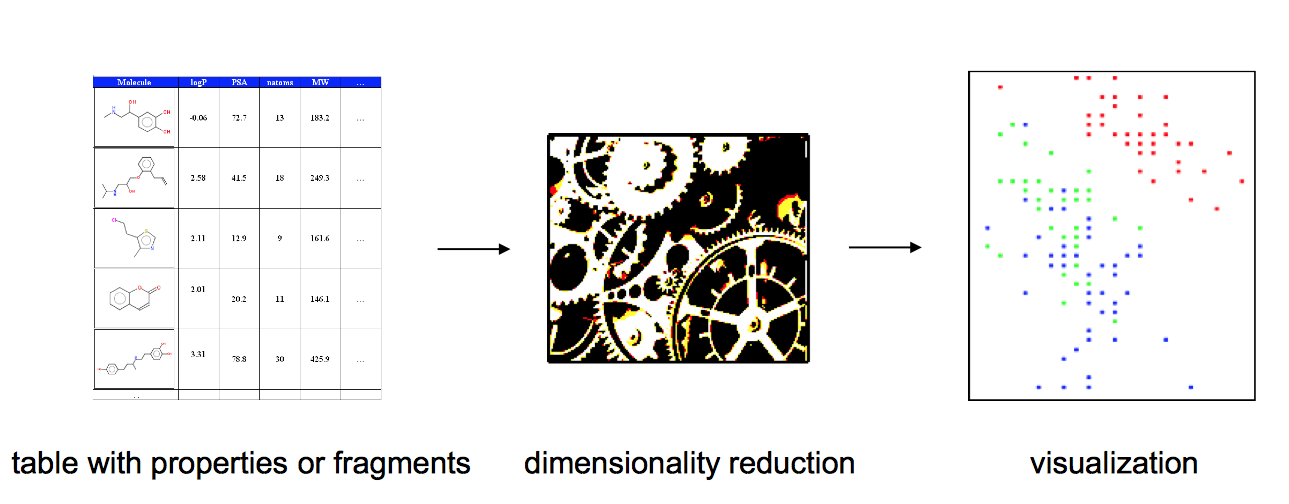 Molecule logP PSA natoms MW ...
-0.06 72.7 13 183.2 ...
2.58 41.5 18 249.3 ...
2.11 12.9 9 161.6 ...
2.01 20.2 11 146.1 ...
3.31 78.8 30 425.9 ...
...
table with properties or fragments dimensionality reduction visualization